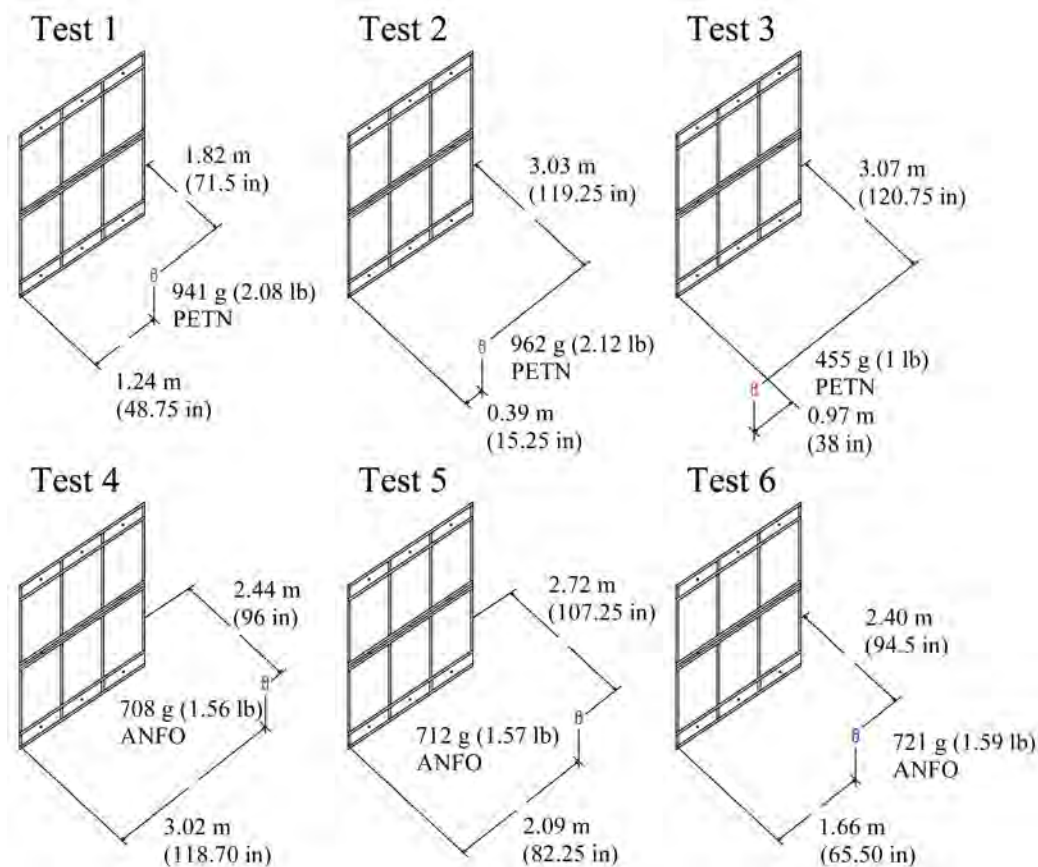 Test 1
1.82 m
(71.5 in)
941 g (2.08 lb)
PETN
1.24 m
(48.75 in)
Test 2
3.03 m
(119.25 in)
962 g (2.12 lb)
PETN
0.39 m
(15.25 in)
Test 3
3.07 m
(120.75 in)
455 g (1 lb)
PETN
0.97 m
(38 in)
Test 4
2.44 m
(96 in)
708 g (1.56 lb)
ANFO
3.02 m
(118.70 in)
Test 5
2.72 m
(107.25 in)
712 g (1.57 lb)
ANFO
2.09 m
(82.25 in)
Test 6
2.40 m
(94.5 in)
721 g (1.59 lb)
ANFO
1.66 m
(65.50 in)